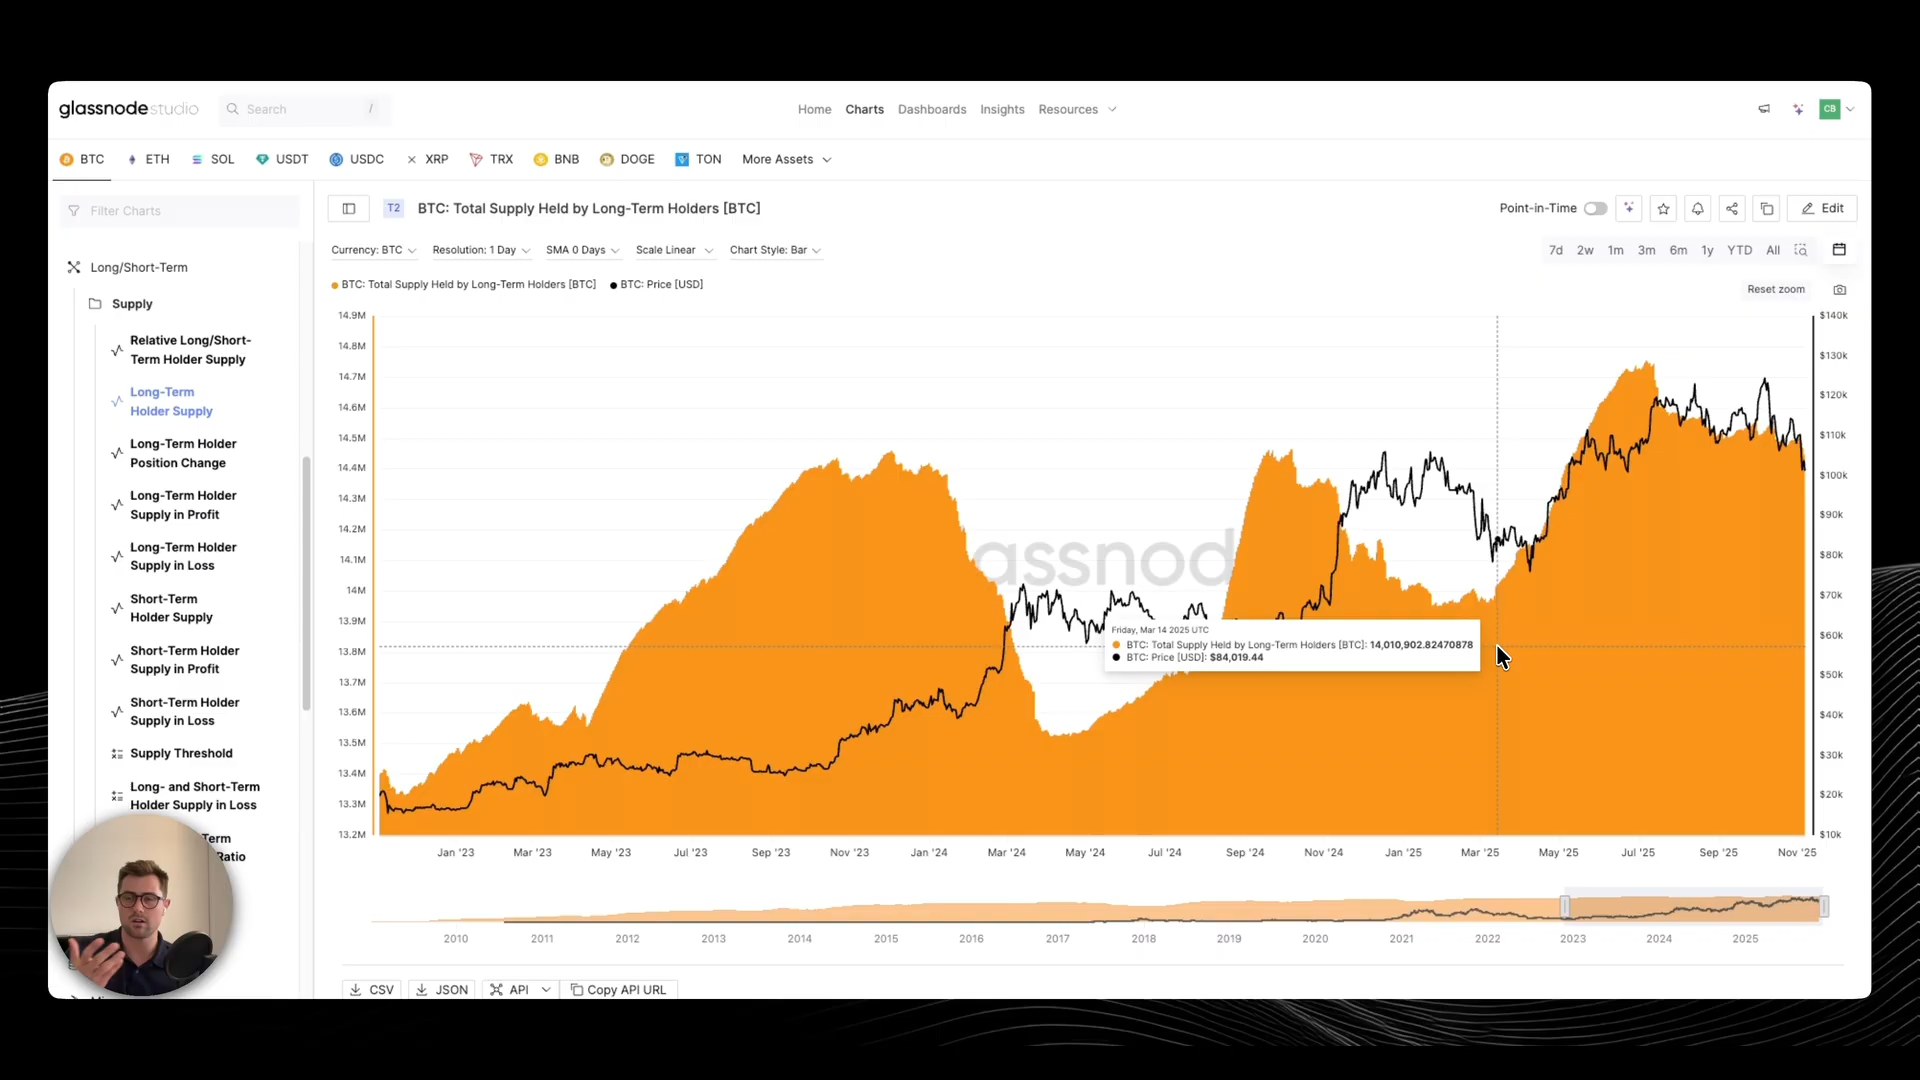 glassnodestudio
Search /
Home Charts Dashboards Insights Resources
CB
BTC ETH SOL USDT USDC XRP TRX BNB DOGE TON More Assets
Filter Charts
Long/Short-Term
Supply
Relative Long/Short-
Term Holder Supply
Long-Term
Holder Supply
Long-Term Holder
Position Change
Long-Term Holder
Supply in Profit
Long-Term Holder
Supply in Loss
Short-Term
Holder Supply
Short-Term Holder
Supply in Profit
Short-Term Holder
Supply in Loss
Supply Threshold
Long- and Short-Term
Holder Supply in Loss
Term
Ratio
T2 BTC: Total Supply Held by Long-Term Holders [BTC]
Point-in-Time
Edit
Currency: BTC Resolution: 1 Day SMA 0 Days Scale Linear Chart Style: Bar
7d 2w 1m 3m 6m 1y YTD All
BTC: Total Supply Held by Long-Term Holders [BTC] BTC: Price [USD]
Reset zoom
14.9M
14.8M
14.7M
14.6M
14.5M
14.4M
14.3M
14.2M
14.1M
14M
13.9M
13.8M
13.7M
13.6M
13.5M
13.4M
13.3M
13.2M
$140k
$130k
$120k
$110k
$100k
$90k
$80k
$70k
$60k
$50k
$40k
$30k
$20k
$10k
assnod
Friday, Mar 14 2025 UTC
BTC: Total Supply Held by Long-Term Holders [BTC]: 14,010,902.82470878
BTC: Price [USD]: $84,019.44
Jan '23 Mar '23 May '23 Jul '23 Sep '23 Nov '23 Jan '24 Mar '24 May '24 Jul '24 Sep '24 Nov '24 Jan '25 Mar '25 May '25 Jul '25 Sep '25 Nov '25
2010 2011 2012 2013 2014 2015 2016 2017 2018 2019 2020 2021 2022 2023 2024 2025
CSV JSON API Copy API URL